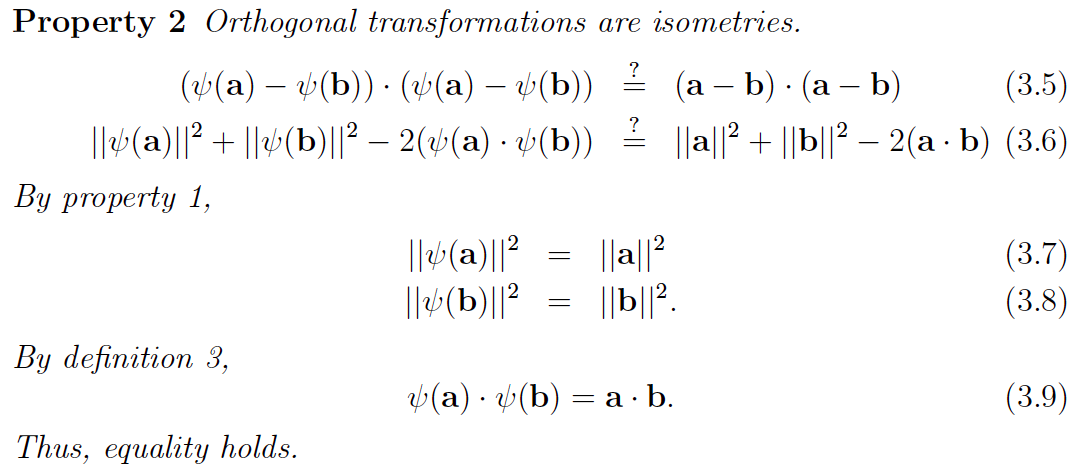 Property 2 Orthogonal transformations are isometries.
(ψ(a) − ψ(b)) · (ψ(a) − ψ(b)) ≟ (a − b) · (a − b) (3.5)
||ψ(a)||² + ||ψ(b)||² − 2(ψ(a) · ψ(b)) ≟ ||a||² + ||b||² − 2(a · b) (3.6)
By property 1,
||ψ(a)||² = ||a||² (3.7)
||ψ(b)||² = ||b||². (3.8)
By definition 3,
ψ(a) · ψ(b) = a · b. (3.9)
Thus, equality holds.